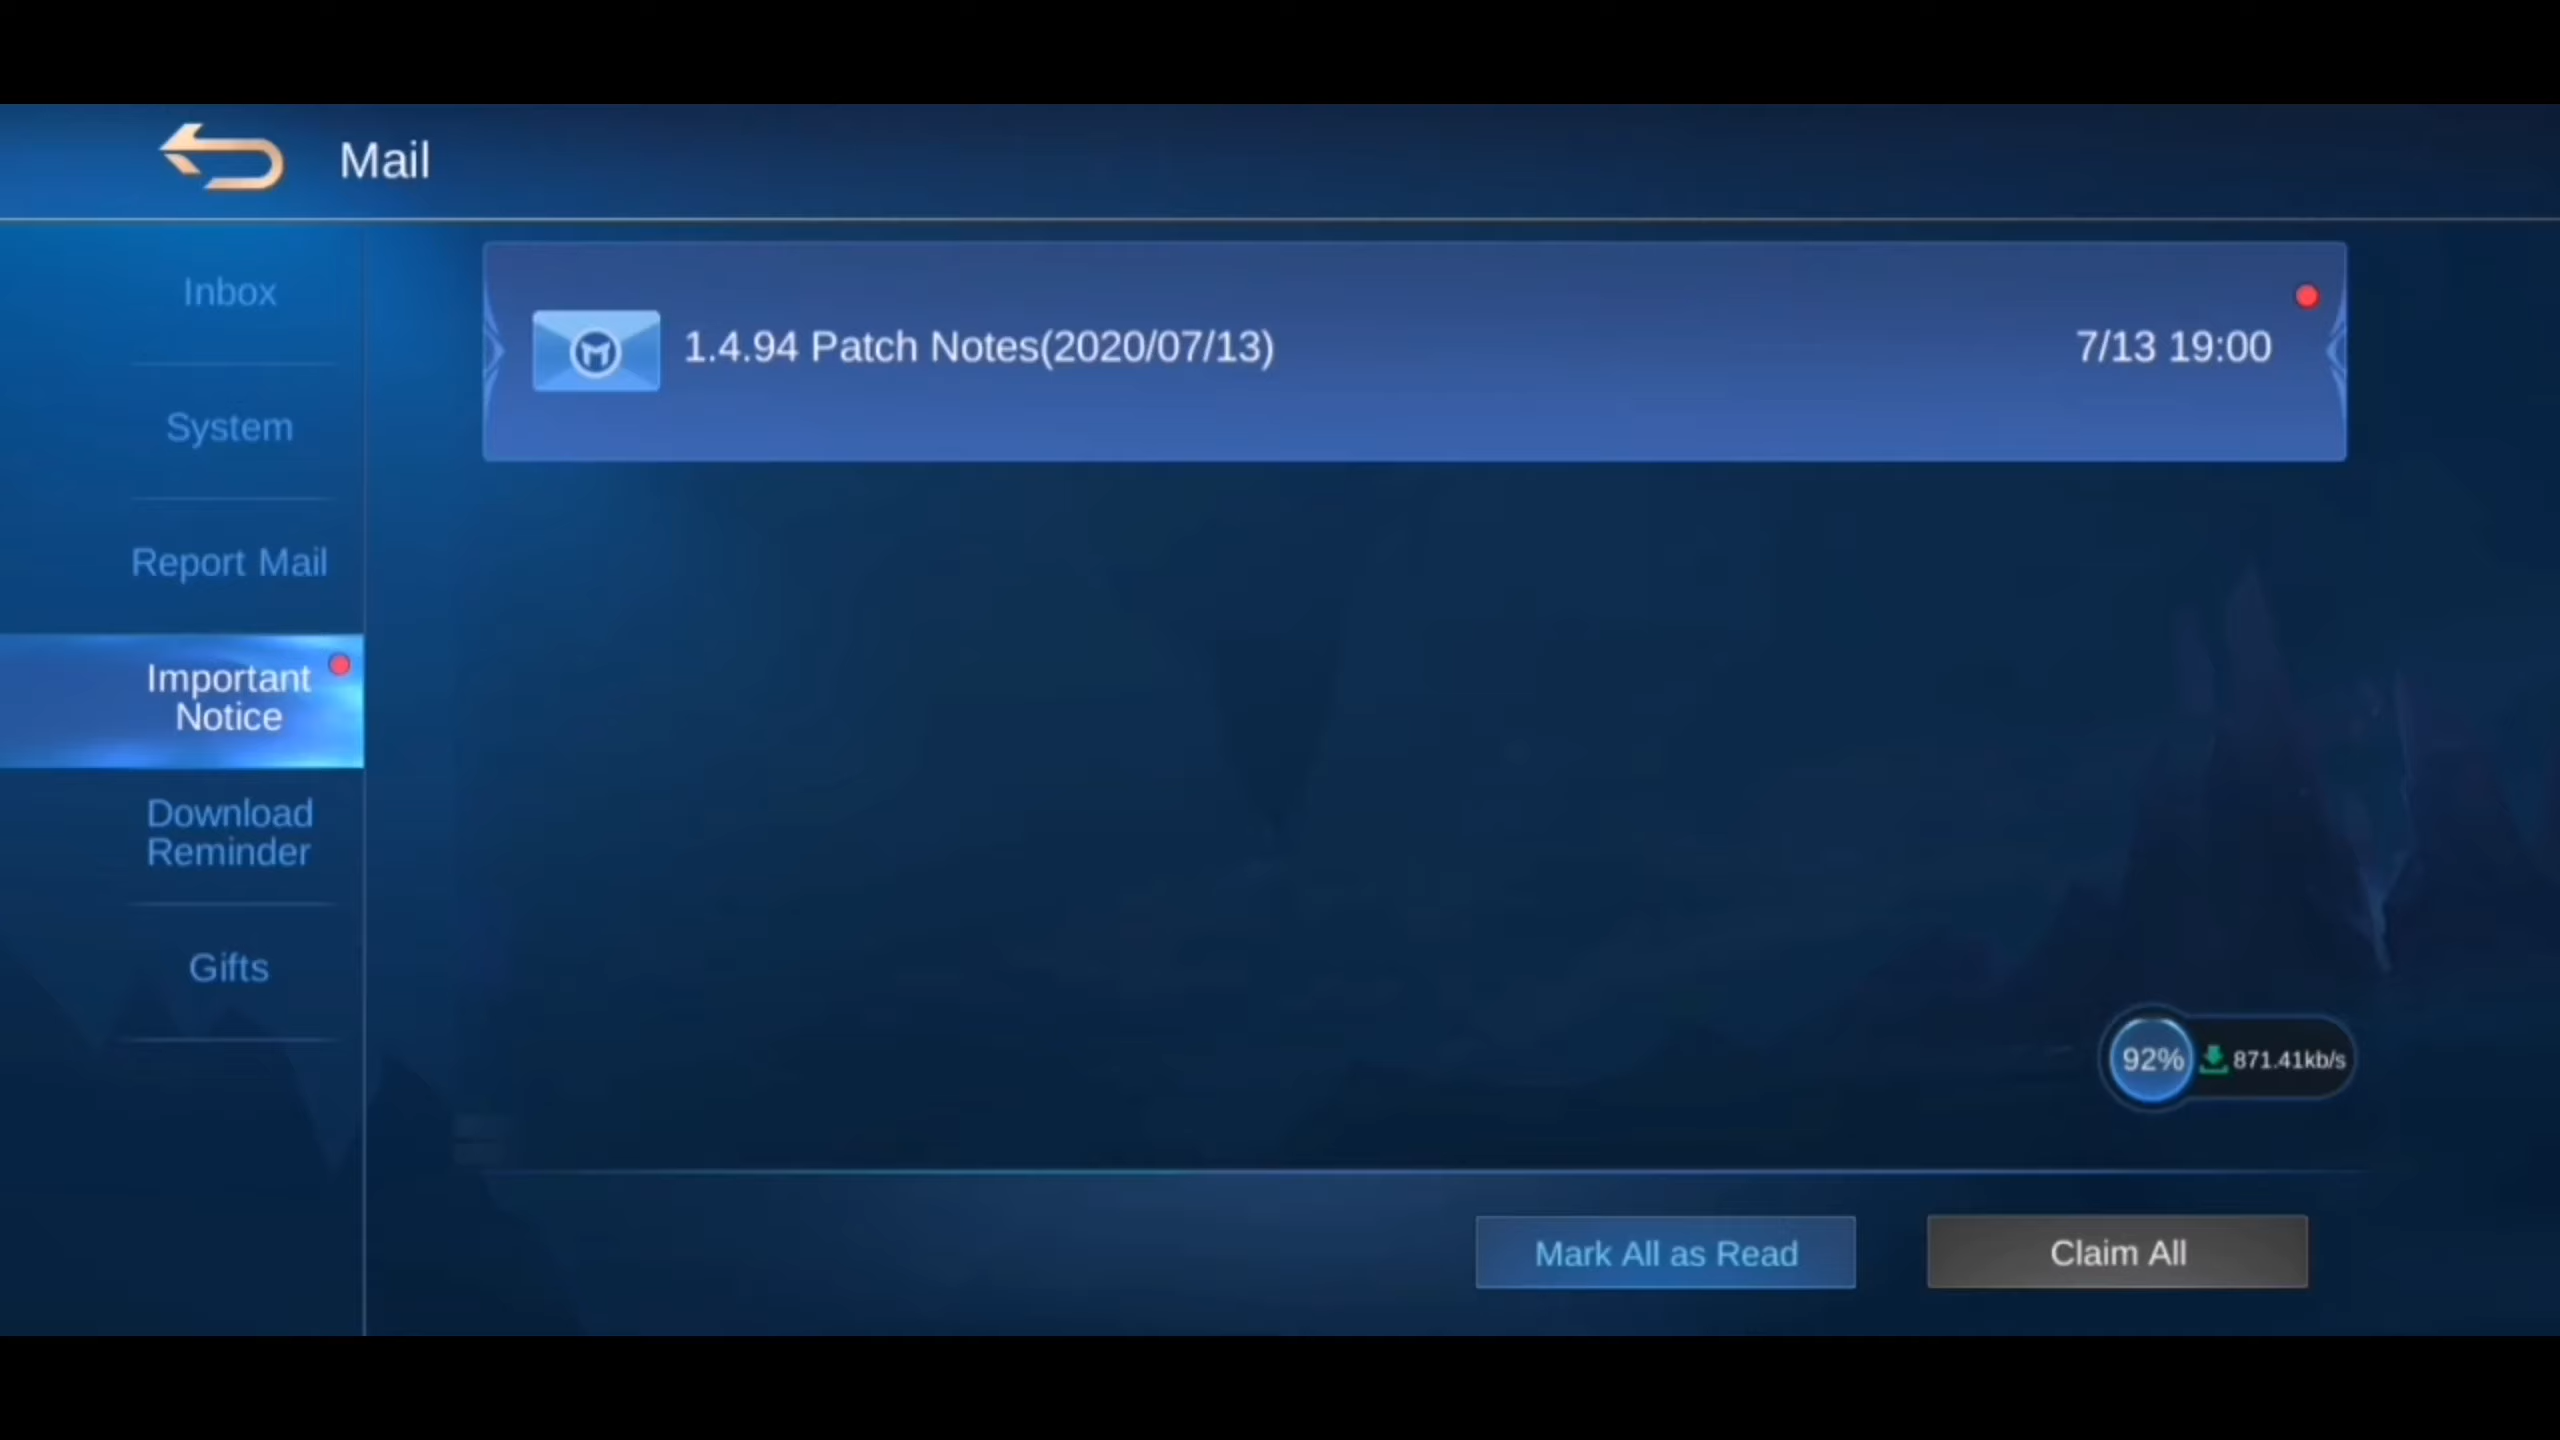 Mail
Inbox
System
Report Mail
Important
Notice
Download
Reminder
Gifts
1.4.94 Patch Notes(2020/07/13)
7/13 19:00
92%
871.41kb/s
Mark All as Read
Claim All